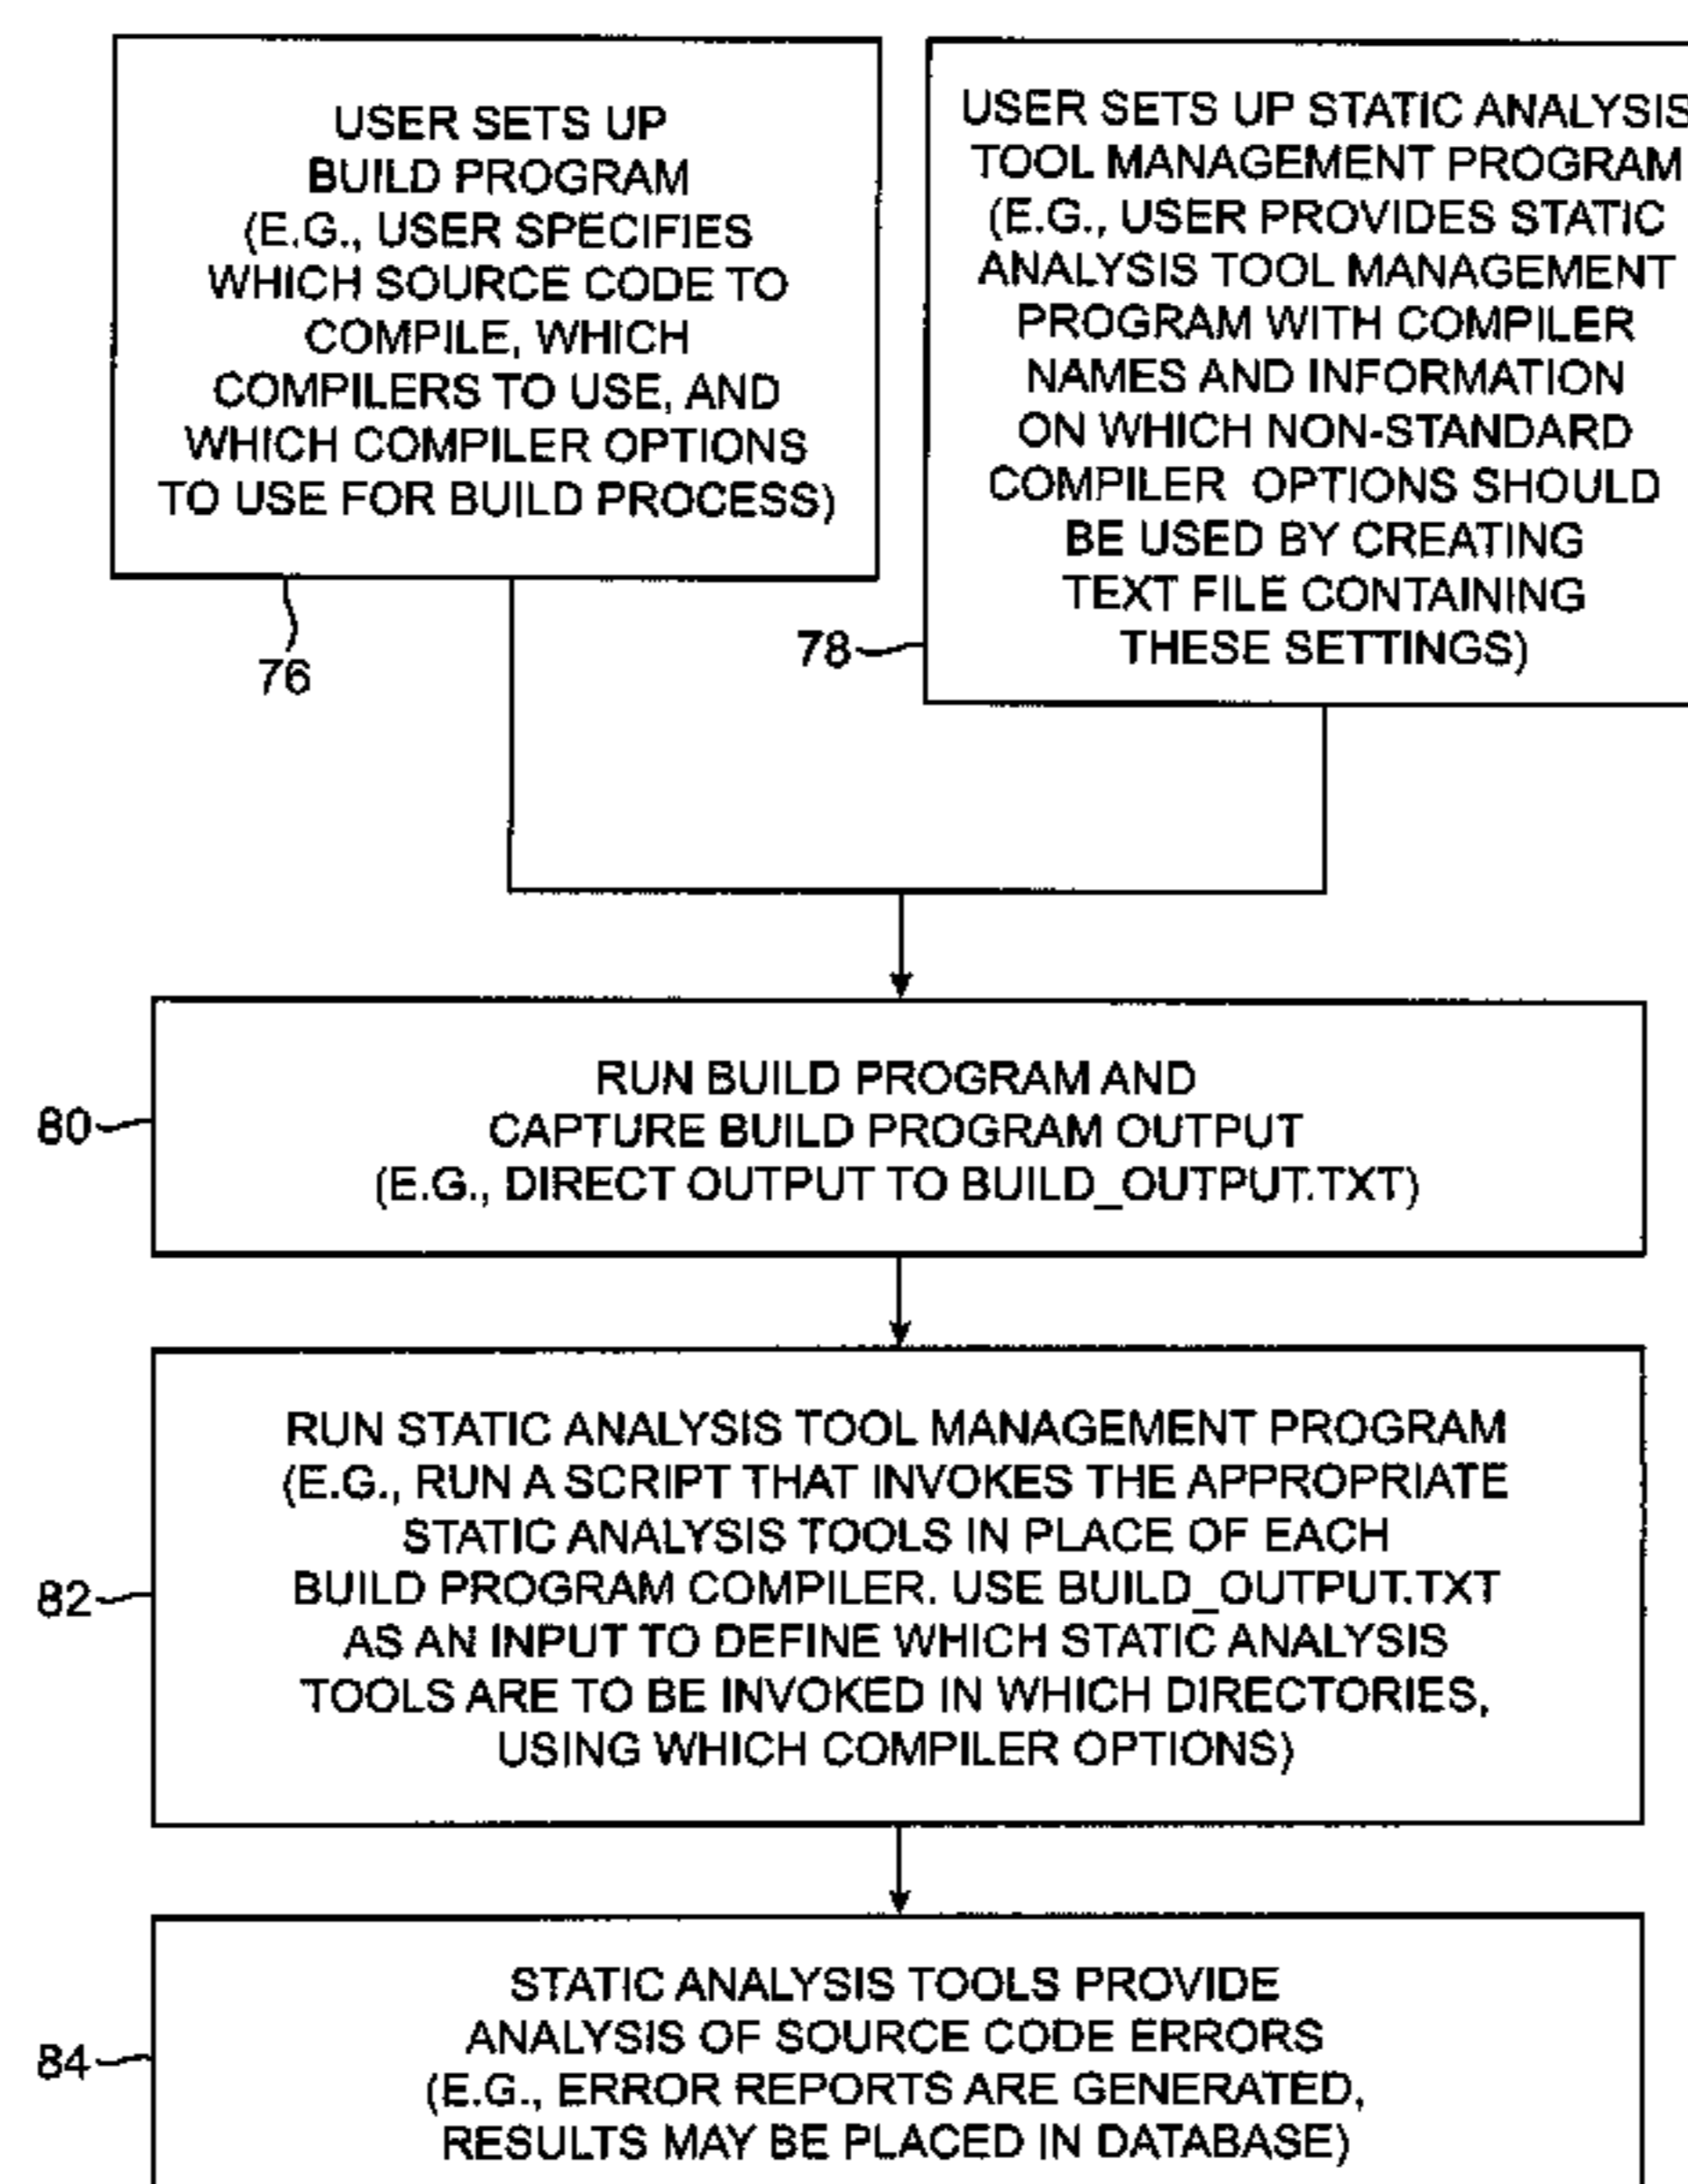 USER SETS UP
BUILD PROGRAM
(E.G., USER SPECIFIES
WHICH SOURCE CODE TO
COMPILE, WHICH
COMPILERS TO USE, AND
WHICH COMPILER OPTIONS
TO USE FOR BUILD PROCESS)
76
USER SETS UP STATIC ANALYSIS
TOOL MANAGEMENT PROGRAM
(E.G., USER PROVIDES STATIC
ANALYSIS TOOL MANAGEMENT
PROGRAM WITH COMPILER
NAMES AND INFORMATION
ON WHICH NON-STANDARD
COMPILER OPTIONS SHOULD
BE USED BY CREATING
TEXT FILE CONTAINING
THESE SETTINGS)
78
RUN BUILD PROGRAM AND
CAPTURE BUILD PROGRAM OUTPUT
(E.G., DIRECT OUTPUT TO BUILD_OUTPUT.TXT)
80
RUN STATIC ANALYSIS TOOL MANAGEMENT PROGRAM
(E.G., RUN A SCRIPT THAT INVOKES THE APPROPRIATE
STATIC ANALYSIS TOOLS IN PLACE OF EACH
BUILD PROGRAM COMPILER. USE BUILD_OUTPUT.TXT
AS AN INPUT TO DEFINE WHICH STATIC ANALYSIS
TOOLS ARE TO BE INVOKED IN WHICH DIRECTORIES,
USING WHICH COMPILER OPTIONS)
82
STATIC ANALYSIS TOOLS PROVIDE
ANALYSIS OF SOURCE CODE ERRORS
(E.G., ERROR REPORTS ARE GENERATED,
RESULTS MAY BE PLACED IN DATABASE)
84